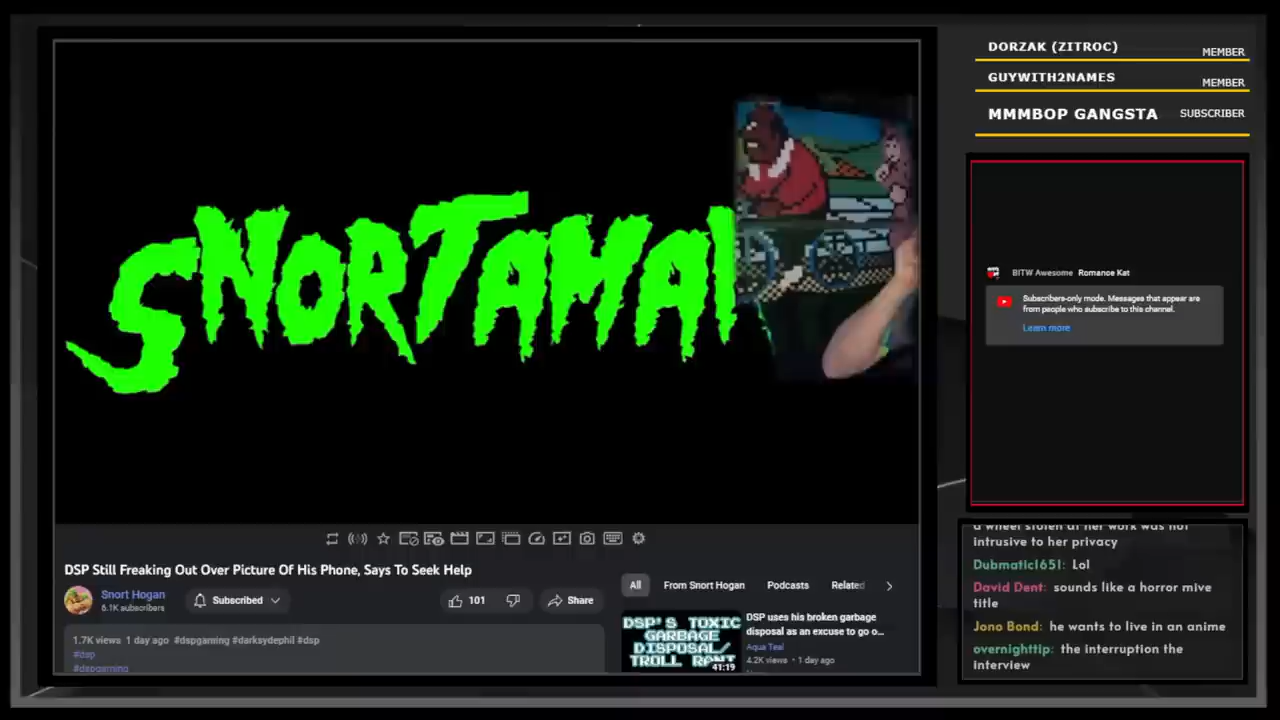 DORZAK (ZITROC)
MEMBER
GUYWITH2NAMES
MEMBER
MMMBOP GANGSTA
SUBSCRIBER
BITW Awesome Romance Kat
Subscribers-only mode. Messages that appear are
from people who subscribe to this channel.
Learn more
a wheel stolen at her work was not
intrusive to her privacy
Dubmatic1651: Lol
David Dent: sounds like a horror mive
title
Jono Bond: he wants to live in an anime
overnighttip: the interruption the
interview
DSP Still Freaking Out Over Picture Of His Phone, Says To Seek Help
Snort Hogan
6.1K subscribers
Subscribed
101
Share
1.7K views 1 day ago #dspgaming #darksydephil #dsp
#dsp
#dspgaming
All
From Snort Hogan
Podcasts
Related
DSP'S TOXIC
GARBAGE
DISPOSAL/
TROLL RANT
41:19
DSP uses his broken garbage
disposal as an excuse to go o...
Aqua Teal
4.2K views • 1 day ago